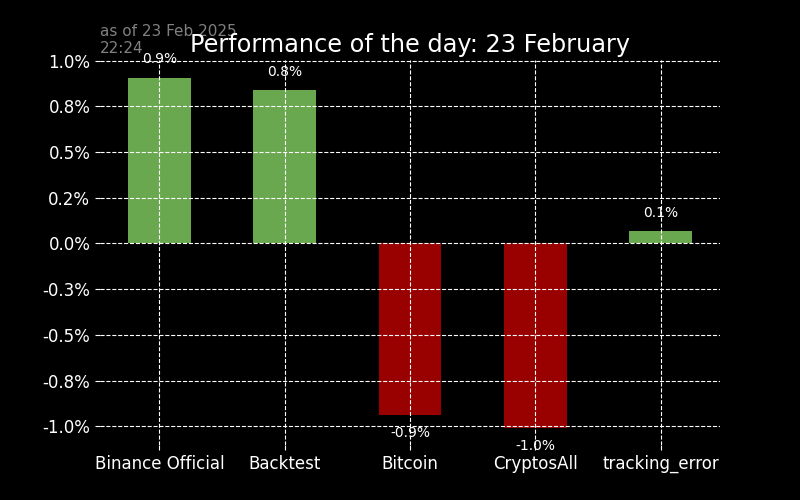 as of 23 Feb 2025
22:24
Performance of the day: 23 February
1.0%
0.8%
0.5%
0.2%
0.0%
-0.3%
-0.5%
-0.8%
-1.0%
0.9%
0.8%
-0.9%
-1.0%
0.1%
Binance Official
Backtest
Bitcoin
CryptosAll
tracking_error